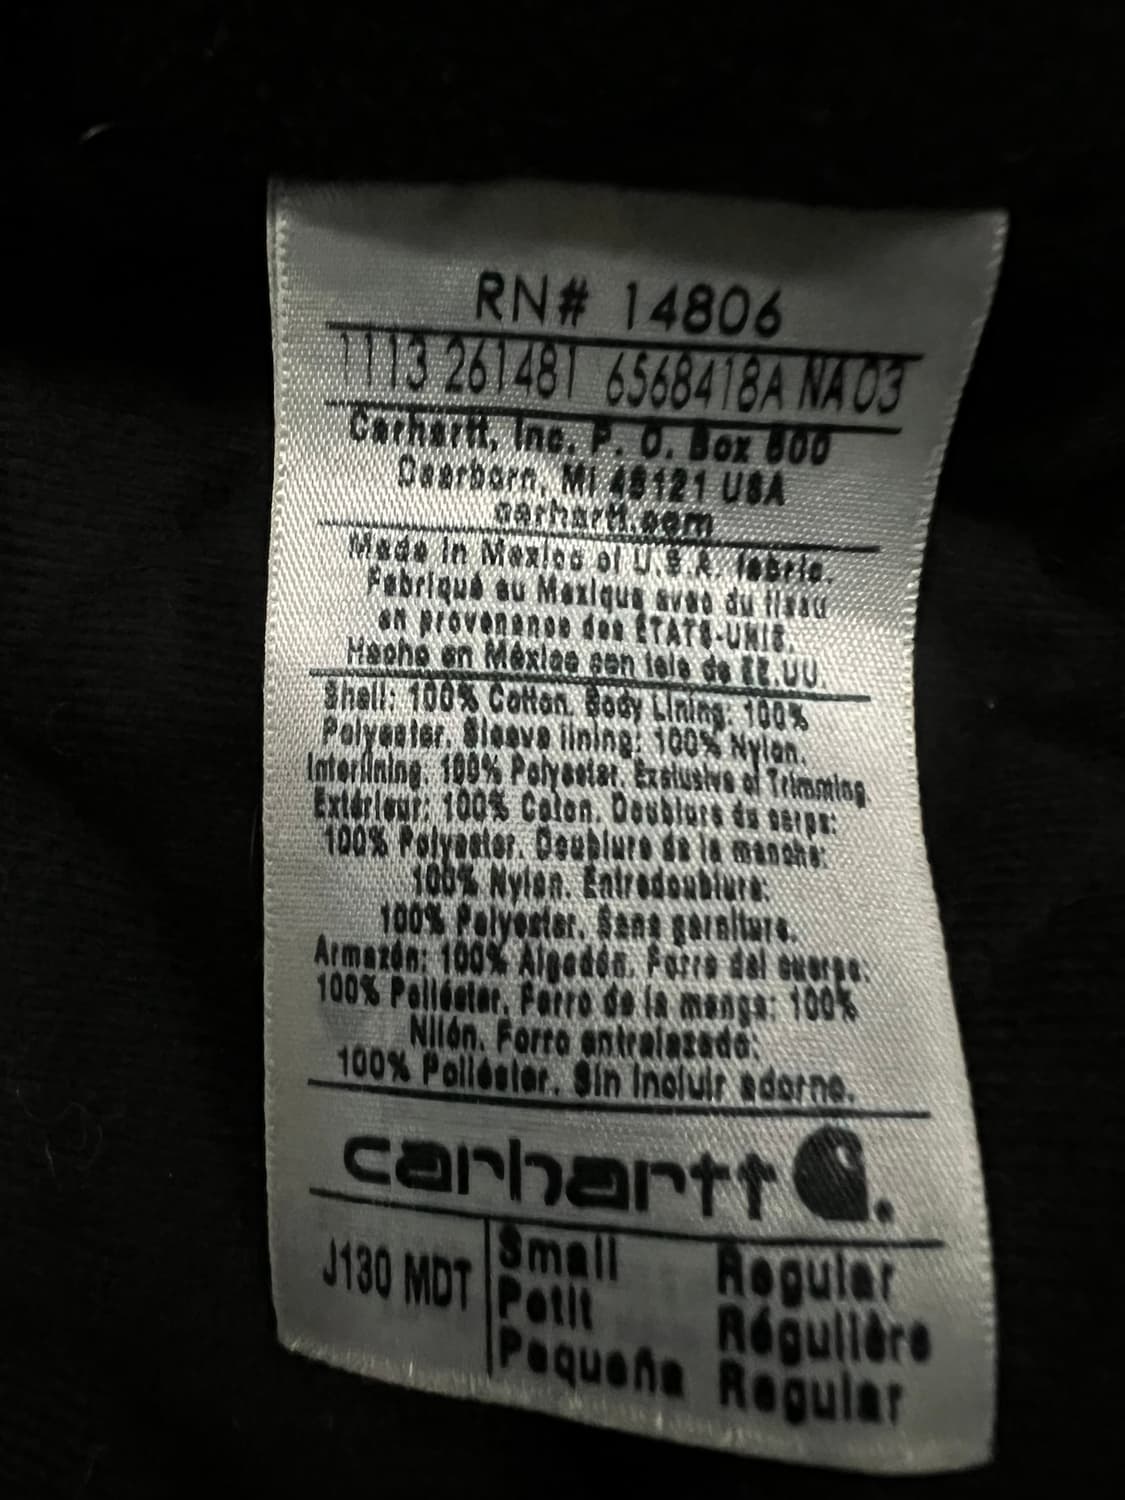 RN# 14806
1113 261481 6568418A NA 03
Carhartt, Inc. P. O. Box 600
Dearborn, MI 48121 USA
carhartt.com
Made in Mexico of U.S.A. fabric.
Fabriqué au Mexique avec du tissu
en provenance des ÉTATS-UNIS.
Hecho en México con tela de EE.UU.
Shell: 100% Cotton. Body Lining: 100%
Polyester. Sleeve lining: 100% Nylon.
Interlining: 100% Polyester. Exclusive of Trimming.
Extérieur: 100% Coton. Doublure du corps:
100% Polyester. Doublure de la manche:
100% Nylon. Entredoublure:
100% Polyester. Sans garniture.
Armazón: 100% Algodón. Forro del cuerpo:
100% Poliéster. Forro de la manga: 100%
Nilón. Forro entrelazado:
100% Poliéster. Sin incluir adorno.
carhartt.
J130 MDT
Small Regular
Petit Régulière
Pequeña Regular